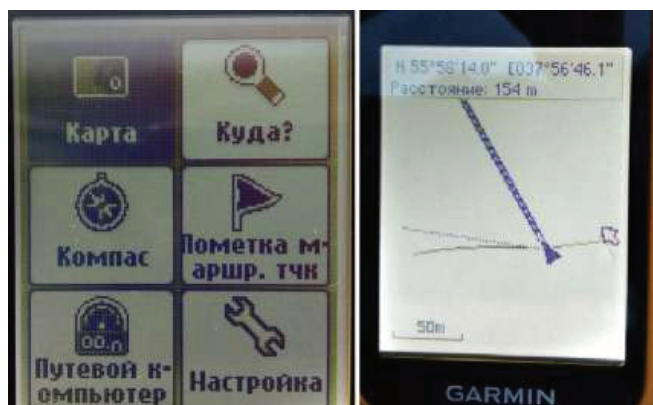 Карта
Куда?
Компас
Пометка м-
аршр. тчк
Путевой к-
омпьютер
Настройка
N 55°56'14.0" E037°56'46.1"
Расстояние: 154 m
50m
GARMIN